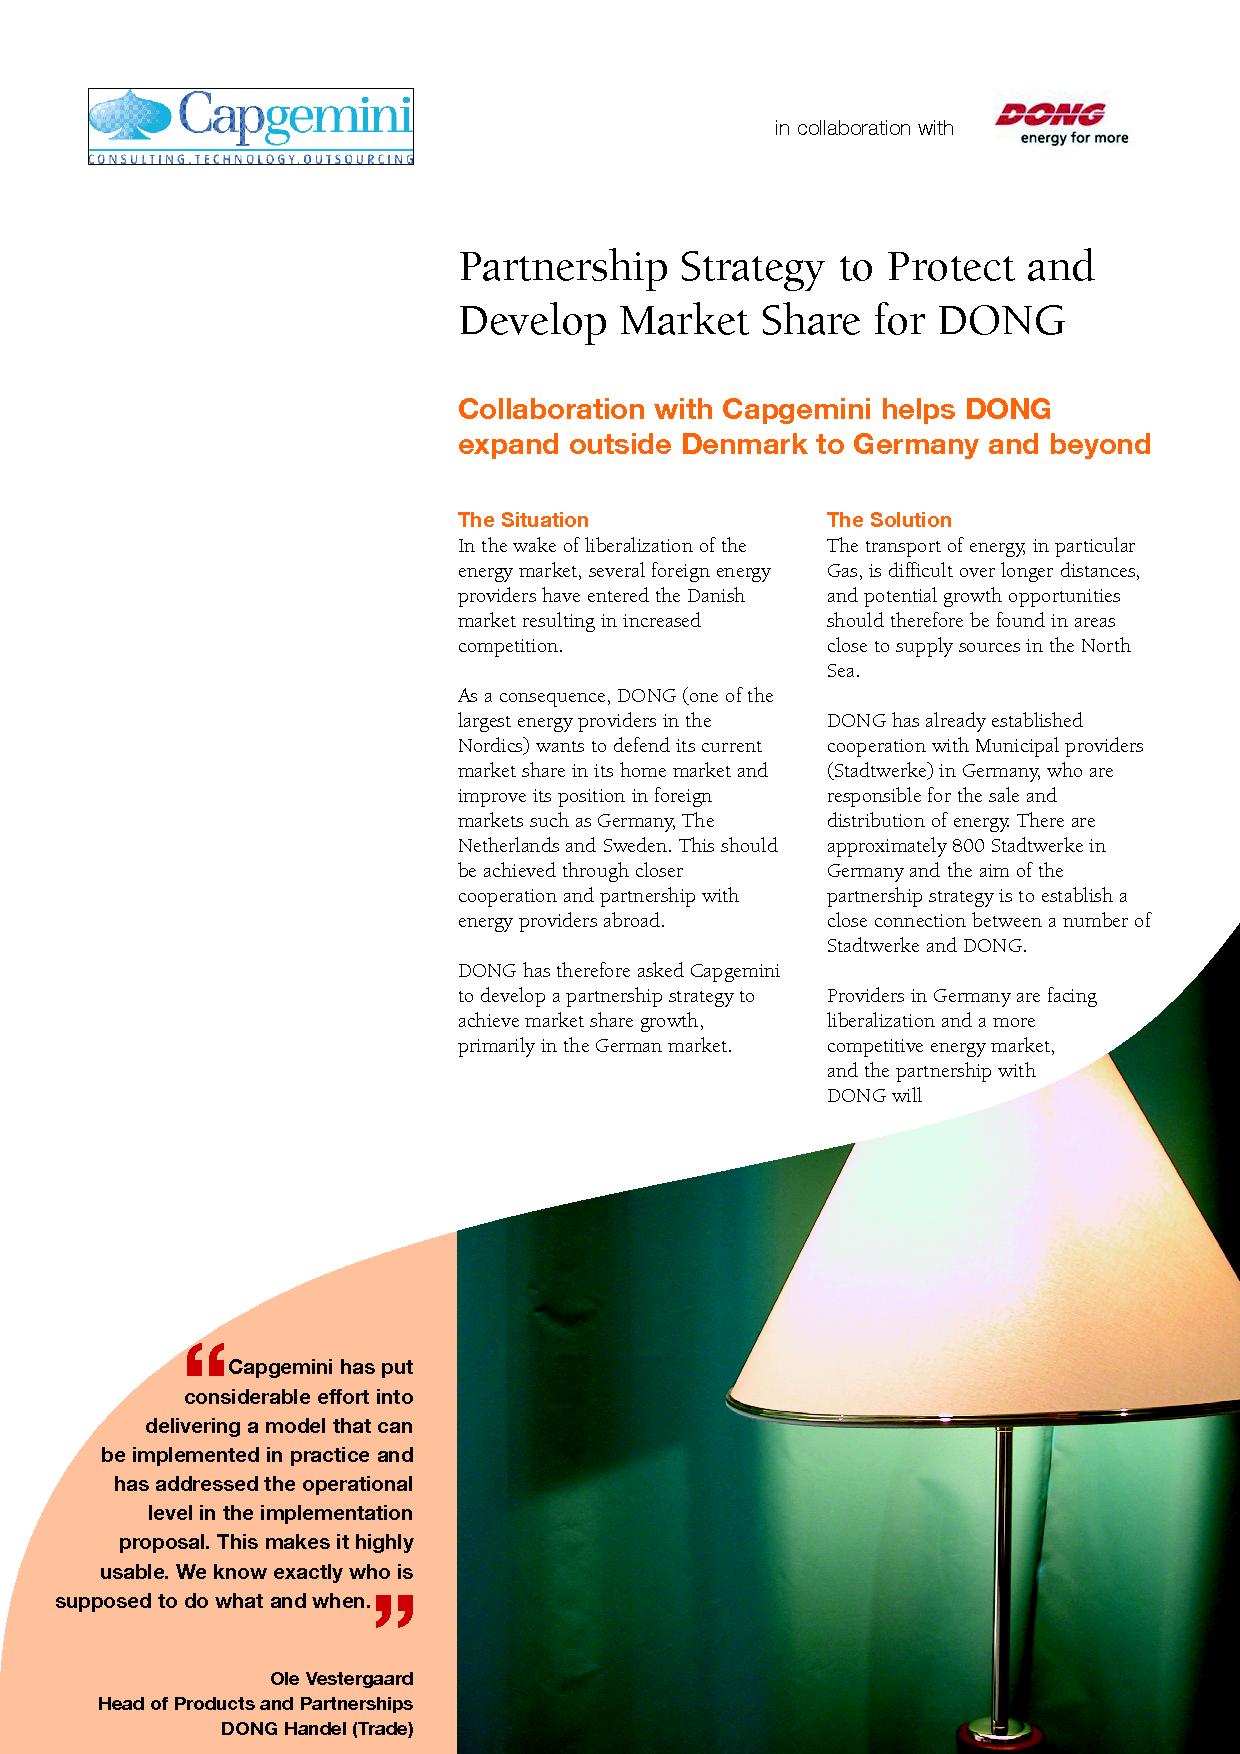 Capgemini
CONSULTING.TECHNOLOGY.OUTSOURCING
in collaboration with
DONG
energy for more
Partnership Strategy to Protect and
Develop Market Share for DONG
Collaboration with Capgemini helps DONG
expand outside Denmark to Germany and beyond
The Situation
In the wake of liberalization of the
energy market, several foreign energy
providers have entered the Danish
market resulting in increased
competition.
As a consequence, DONG (one of the
largest energy providers in the
Nordics) wants to defend its current
market share in its home market and
improve its position in foreign
markets such as Germany, The
Netherlands and Sweden. This should
be achieved through closer
cooperation and partnership with
energy providers abroad.
DONG has therefore asked Capgemini
to develop a partnership strategy to
achieve market share growth,
primarily in the German market.
The Solution
The transport of energy, in particular
Gas, is difficult over longer distances,
and potential growth opportunities
should therefore be found in areas
close to supply sources in the North
Sea.
DONG has already established
cooperation with Municipal providers
(Stadtwerke) in Germany, who are
responsible for the sale and
distribution of energy. There are
approximately 800 Stadtwerke in
Germany and the aim of the
partnership strategy is to establish a
close connection between a number of
Stadtwerke and DONG.
Providers in Germany are facing
liberalization and a more
competitive energy market,
and the partnership with
DONG will
“Capgemini has put
considerable effort into
delivering a model that can
be implemented in practice and
has addressed the operational
level in the implementation
proposal. This makes it highly
usable. We know exactly who is
supposed to do what and when.”
Ole Vestergaard
Head of Products and Partnerships
DONG Handel (Trade)